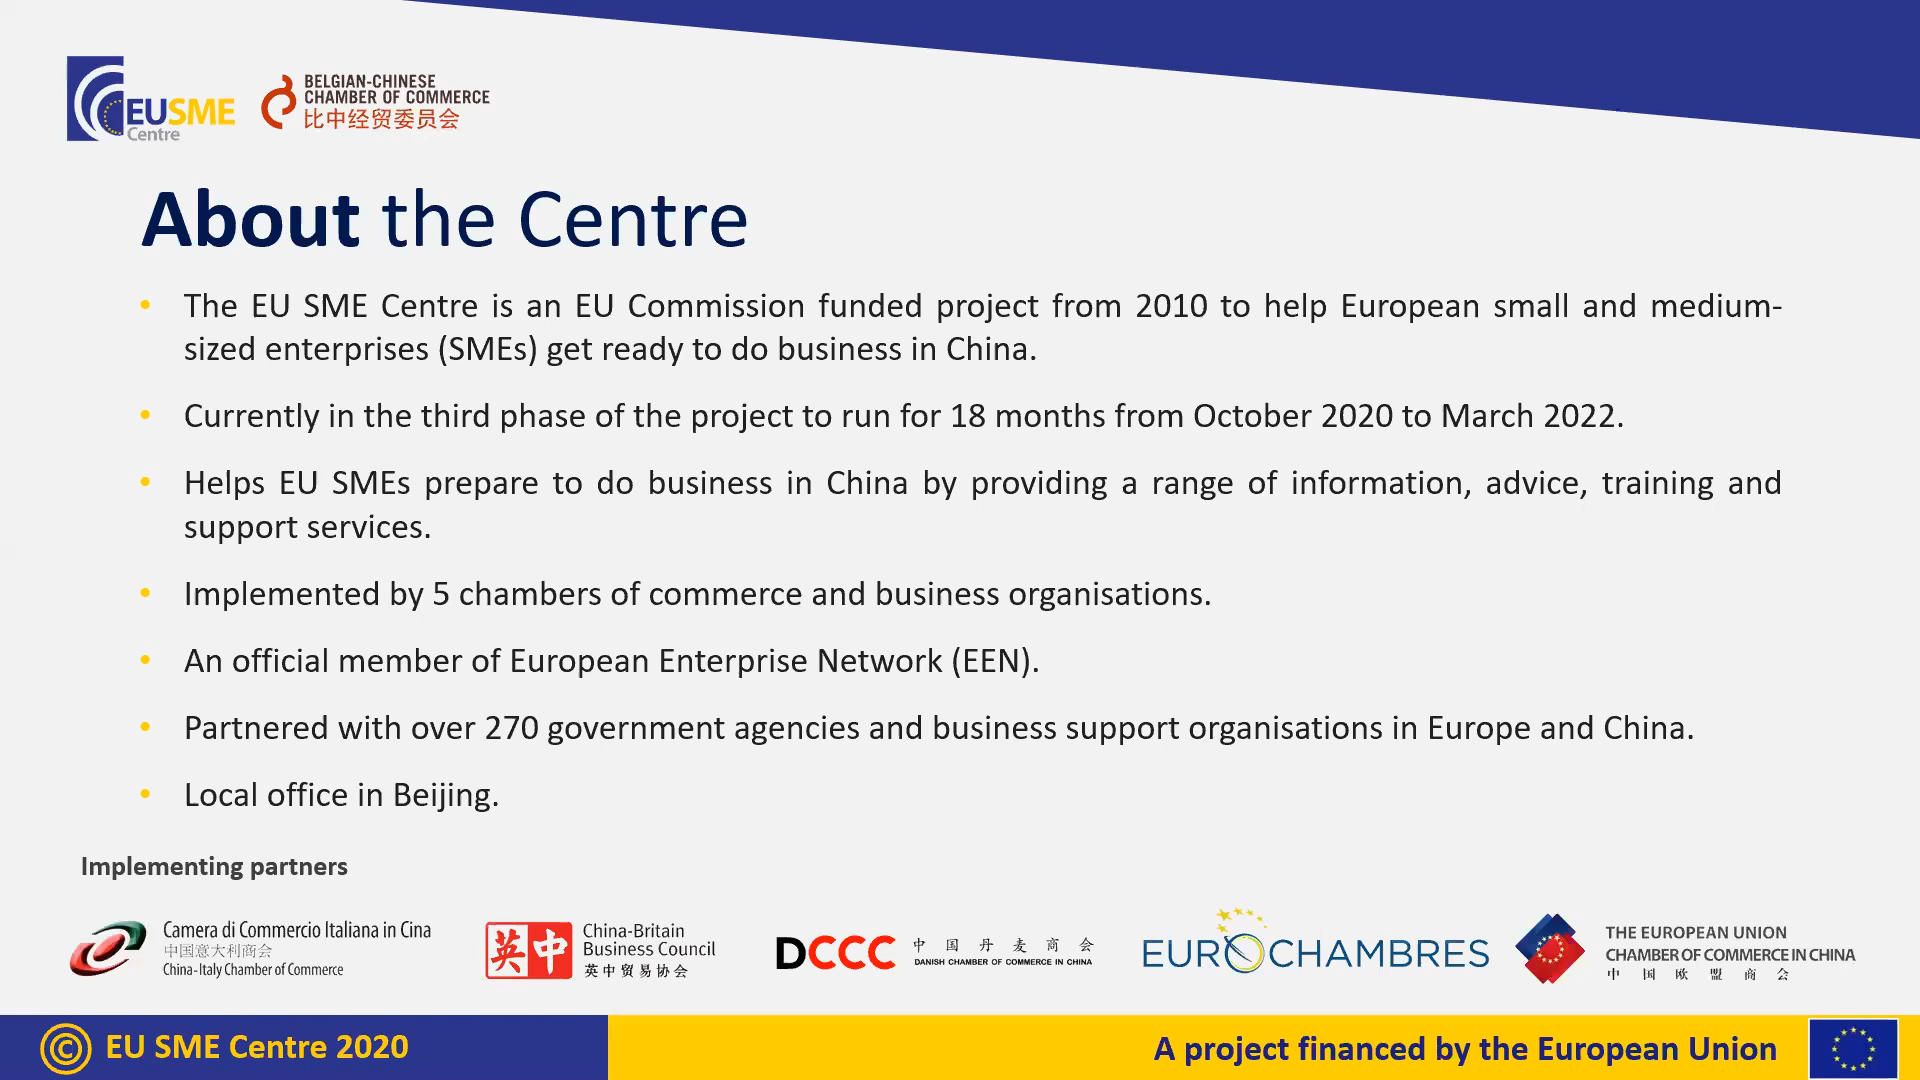 EUSME
Centre
BELGIAN-CHINESE
CHAMBER OF COMMERCE
比中经贸委员会
About the Centre
• The EU SME Centre is an EU Commission funded project from 2010 to help European small and medium-
sized enterprises (SMEs) get ready to do business in China.
• Currently in the third phase of the project to run for 18 months from October 2020 to March 2022.
• Helps EU SMEs prepare to do business in China by providing a range of information, advice, training and
support services.
• Implemented by 5 chambers of commerce and business organisations.
• An official member of European Enterprise Network (EEN).
• Partnered with over 270 government agencies and business support organisations in Europe and China.
• Local office in Beijing.
Implementing partners
Camera di Commercio Italiana in Cina
中国意大利商会
China-Italy Chamber of Commerce
英中
China-Britain
Business Council
英中贸易协会
DCCC
中国丹麦商会
DANISH CHAMBER OF COMMERCE IN CHINA
EUROCHAMBRES
THE EUROPEAN UNION
CHAMBER OF COMMERCE IN CHINA
中国欧盟商会
© EU SME Centre 2020
A project financed by the European Union